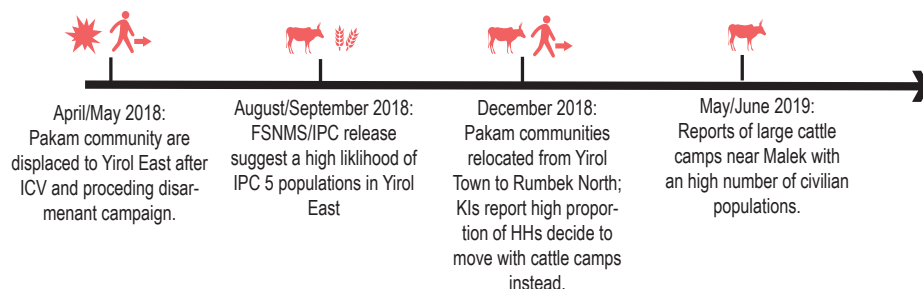 April/May 2018:
Pakam community are
displaced to Yirol East after
ICV and proceding disar-
menant campaign.
August/September 2018:
FSNMS/IPC release
suggest a high liklihood of
IPC 5 populations in Yirol
East
December 2018:
Pakam communities
relocated from Yirol
Town to Rumbek North;
KIs report high propor-
tion of HHs decide to
move with cattle camps
instead.
May/June 2019:
Reports of large cattle
camps near Malek with
an high number of civilian
populations.